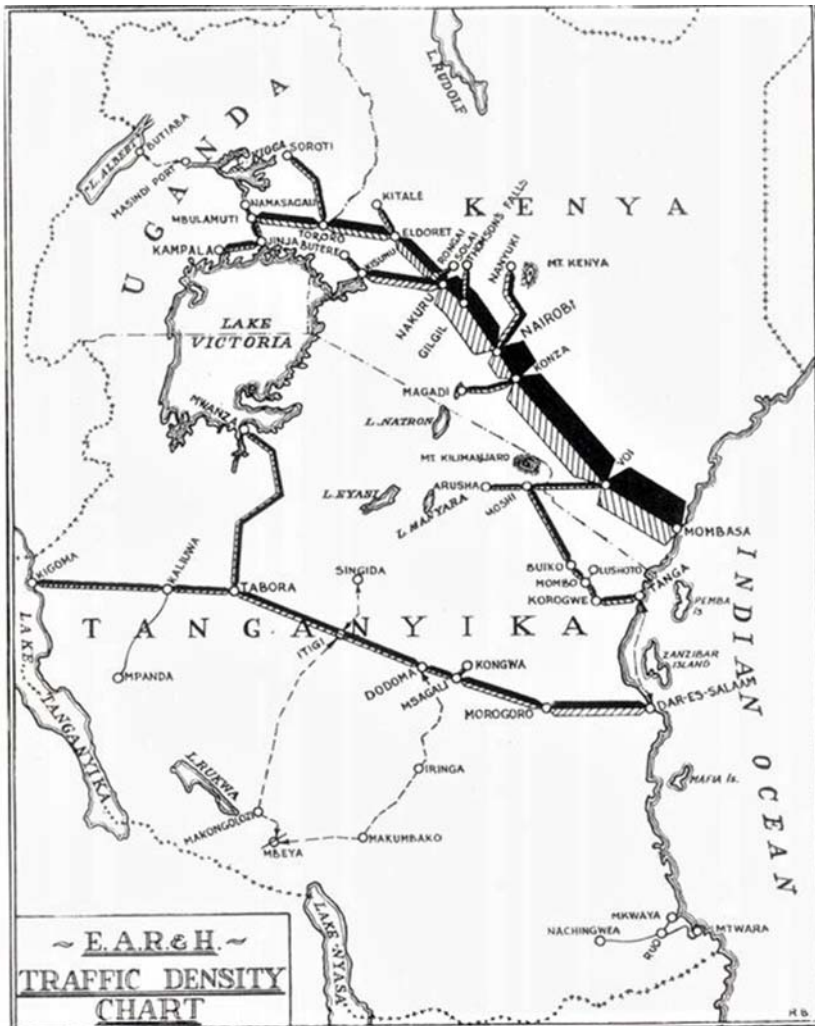 L. RUDOLF
UGANDA
L. ALBERT
BUTIABA
MASINDI PORT
KIOGA
SOROTI
KITALE
KENYA
NAMASAGALI
MBULAMUTI
TORORO
ELDORET
RONGAI
SOLAI
THOMSON'S FALLS
NANYUKI
MT. KENYA
KAMPALA
JINJA
BUTERE
KISUMU
NAKURU
GILGIL
NAIROBI
LAKE
VICTORIA
KONZA
MAGADI
L. NATRON
MWANZA
MT. KILIMANJARO
VOI
L. EYASI
L. MANYARA
ARUSHA
MOSHI
MOMBASA
KIGOMA
KALIUWA
TABORA
SINGIDA
BUIKO
LUSHOTO
MOMBO
KOROGWE
TANGA
PEMBA
IS
INDIAN OCEAN
TANGANYIKA
ITIGI
ZANZIBAR
ISLAND
MPANDA
DODOMA
KONGWA
MSAGALI
MOROGORO
DAR-ES-SALAAM
LAKE TANGANYIKA
IRINGA
L. RUKWA
MAFIA Is.
MAKONGOLOZI
MBEYA
MAKUMBAKO
LAKE NYASA
MKWAYA
NACHINGWEA
RUO
MTWARA
~ E.A.R.& H. ~
TRAFFIC DENSITY
CHART
R.B.